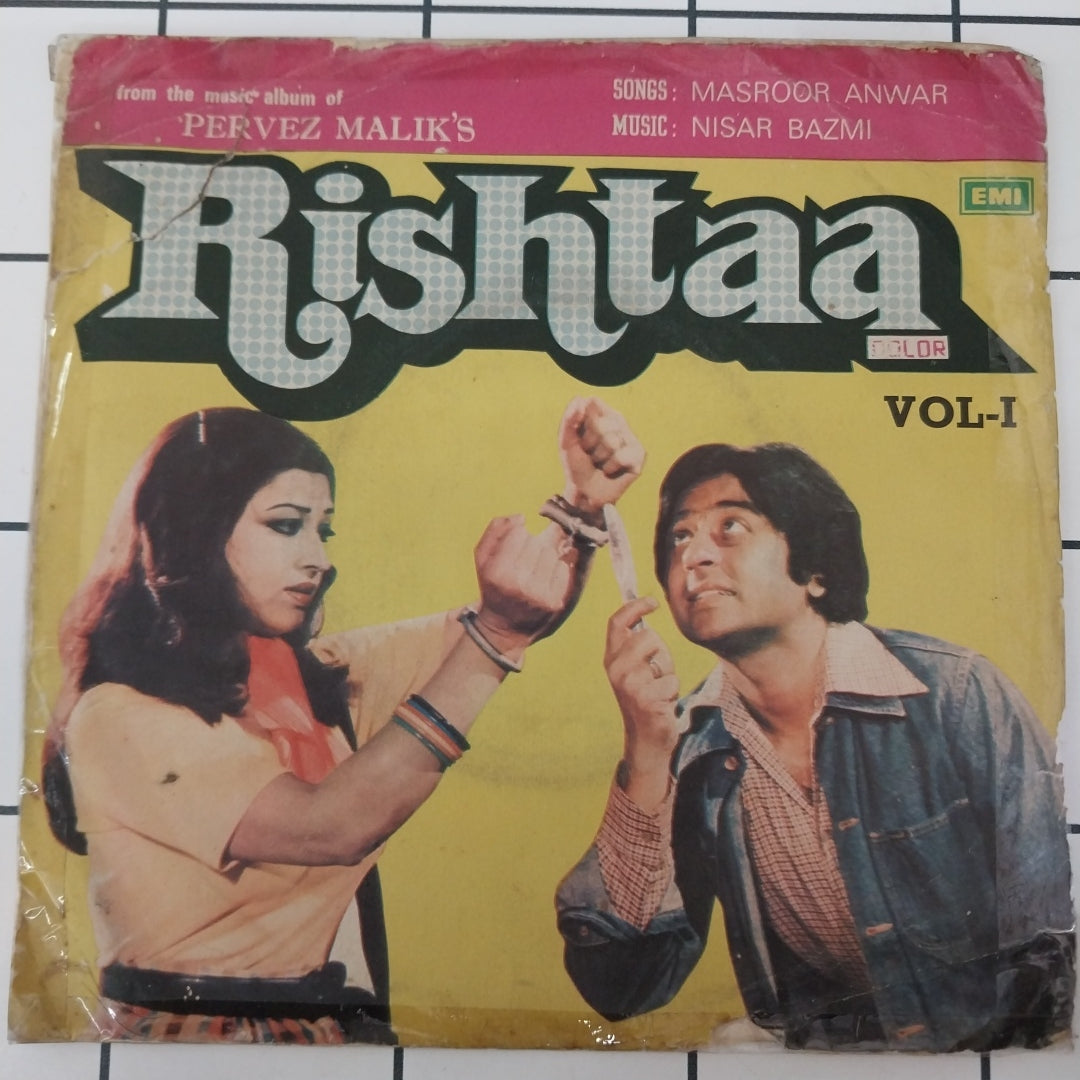 from the music album of
PERVEZ MALIK'S
SONGS: MASROOR ANWAR
MUSIC: NISAR BAZMI
Rishtaa
EMI
COLOR
VOL-I